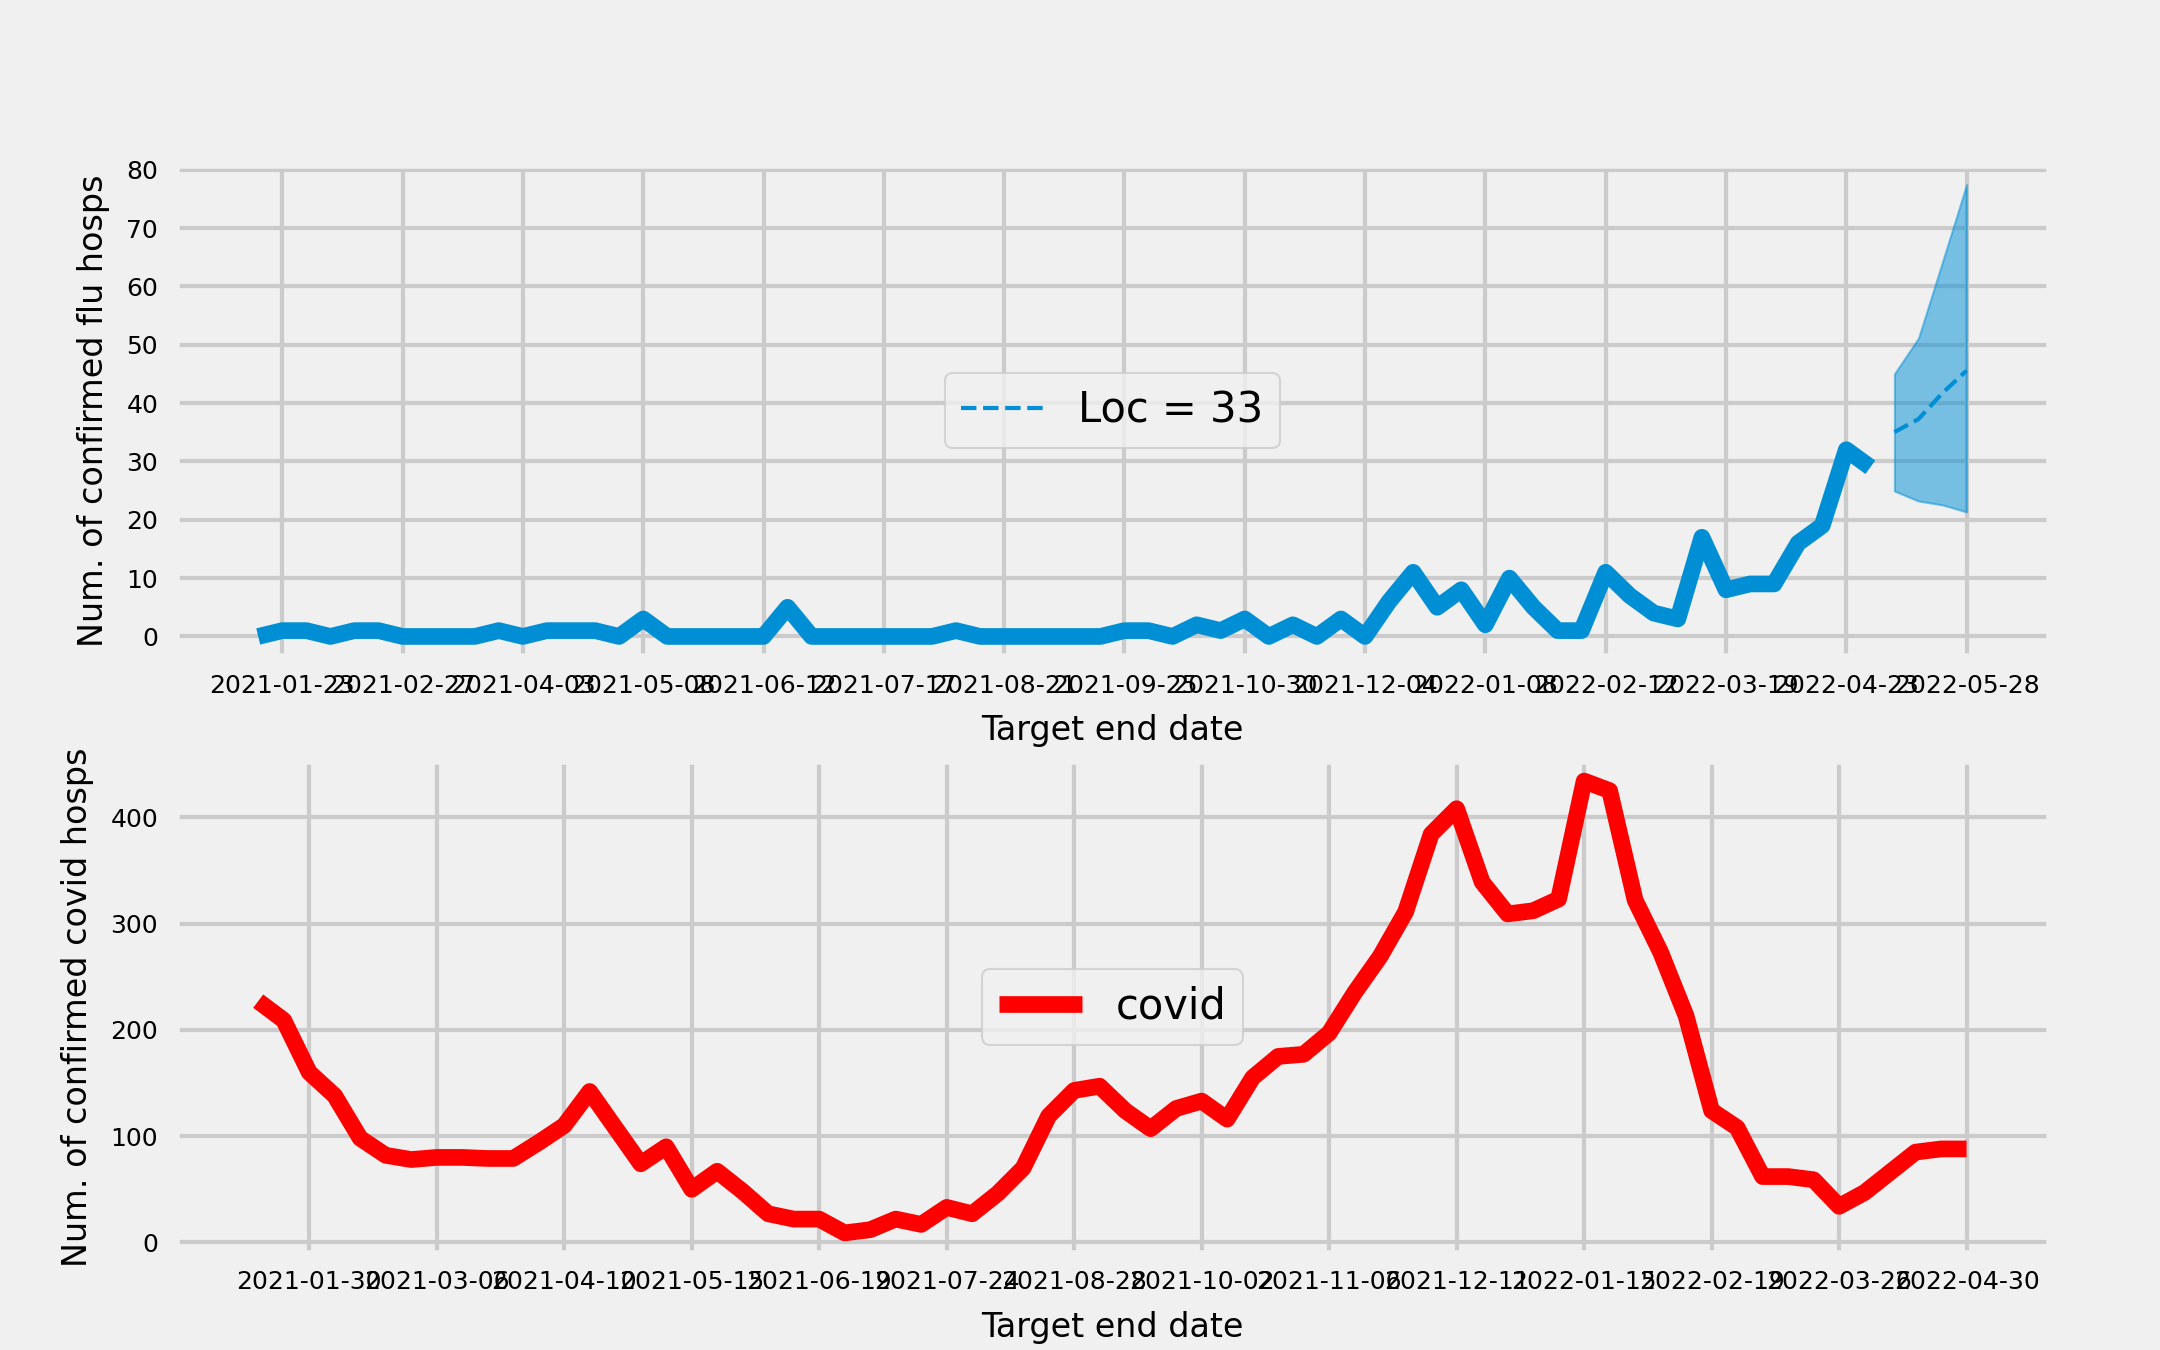 Num. of confirmed flu hosps
80
70
60
50
40
30
20
10
0
Loc = 33
2021-01-23 2021-02-27 2021-04-03 2021-05-08 2021-06-12 2021-07-17 2021-08-21 2021-09-25 2021-10-30 2021-12-04 2022-01-08 2022-02-12 2022-03-19 2022-04-23 2022-05-28
Target end date
Num. of confirmed covid hosps
400
300
200
100
0
covid
2021-01-30 2021-03-06 2021-04-10 2021-05-15 2021-06-19 2021-07-24 2021-08-28 2021-10-02 2021-11-06 2021-12-11 2022-01-15 2022-02-19 2022-03-26 2022-04-30
Target end date